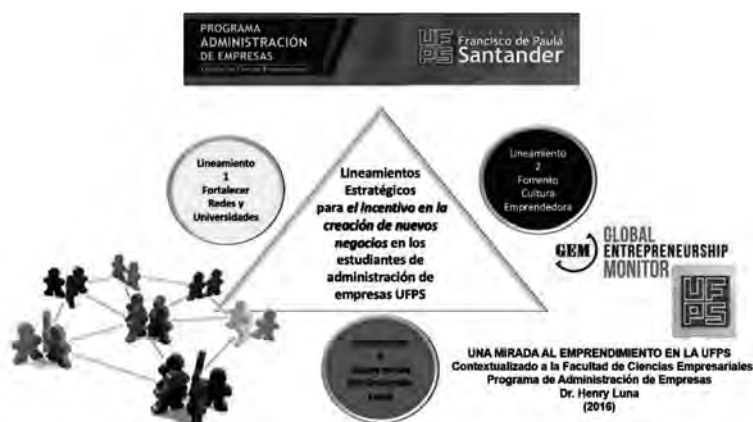 PROGRAMA
ADMINISTRACIÓN
DE EMPRESAS
UFPS
Francisco de Paula
Santander
Lineamiento
1
Fortalecer
Redes y
Universidades
Lineamientos
Estratégicos
para el incentivo en la
creación de nuevos
negocios en los
estudiantes de
administración de
empresas UFPS
Lineamiento
2
Fomento
Cultura
Emprendedora
GEM
GLOBAL
ENTREPRENEURSHIP
MONITOR
UFPS
UNA MIRADA AL EMPRENDIMIENTO EN LA UFPS
Contextualizado a la Facultad de Ciencias Empresariales
Programa de Administración de Empresas
Dr. Henry Luna
(2016)